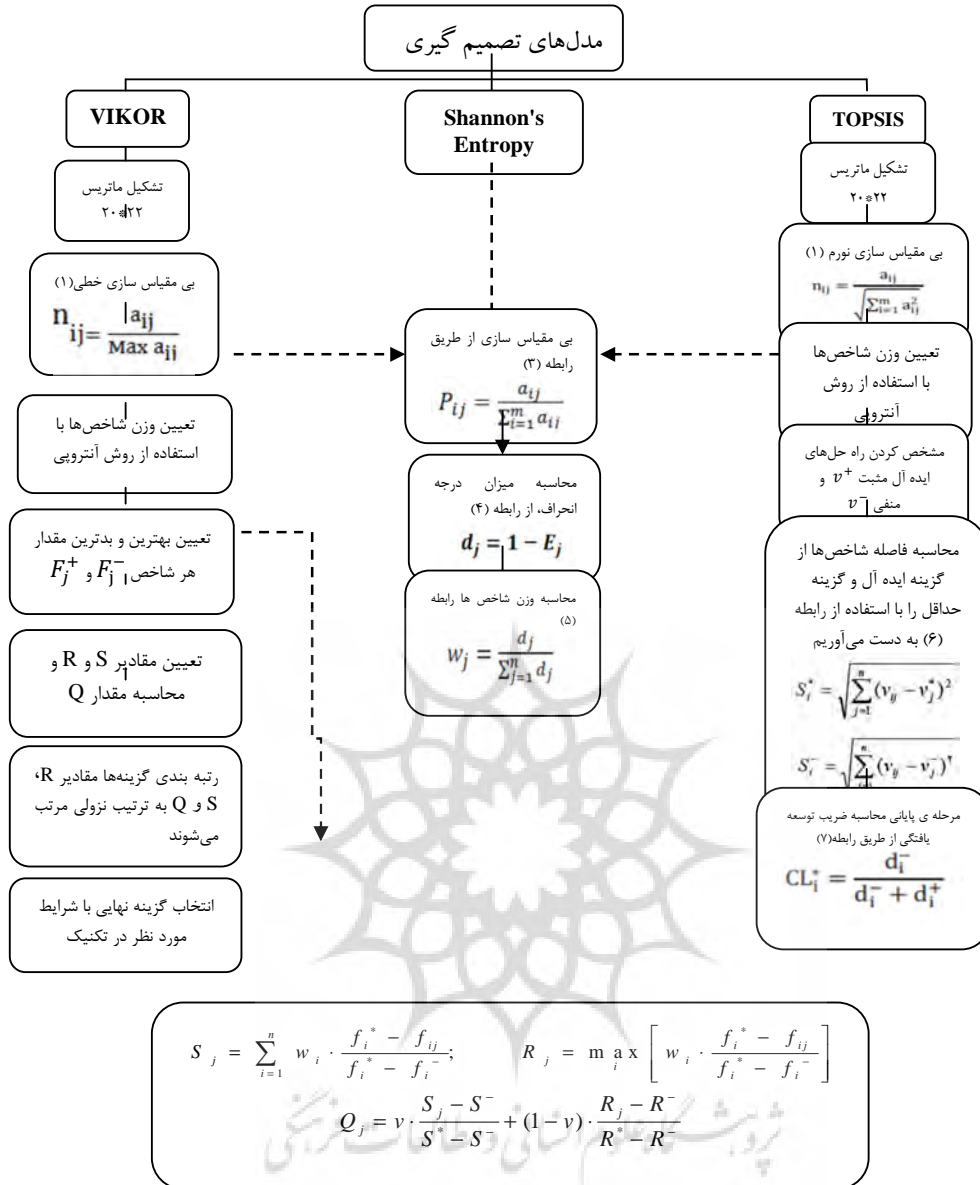 مدل‌های تصمیم گیری
VIKOR
تشکیل ماتریس
۲۰*۲۲
بی مقیاس سازی خطی(۱)
n_ij = a_ij / Max a_ij
تعیین وزن شاخص‌ها با
استفاده از روش آنتروپی
تعیین بهترین و بدترین مقدار
هر شاخص F_j^- و F_j^+
تعیین مقادیر S و R و
محاسبه مقدار Q
رتبه بندی گزینه‌ها مقادیر R،
S و Q به ترتیب نزولی مرتب
می‌شوند
انتخاب گزینه نهایی با شرایط
مورد نظر در تکنیک
Shannon's
Entropy
بی مقیاس سازی از طریق
رابطه (۳)
P_ij = a_ij / Σ_{i=1}^m a_ij
محاسبه میزان درجه
انحراف، از رابطه (۴)
d_j = 1 − E_j
محاسبه وزن شاخص ها رابطه
(۵)
w_j = d_j / Σ_{j=1}^n d_j
TOPSIS
تشکیل ماتریس
۲۰*۲۲
بی مقیاس سازی نورم (۱)
n_ij = a_ij / √(Σ_{i=1}^m a_ij^2)
تعیین وزن شاخص‌ها
با استفاده از روش
آنتروپی
مشخص کردن راه حل‌های
ایده آل مثبت v^+ و
منفی v^-
محاسبه فاصله شاخص‌ها از
گزینه ایده آل و گزینه
حداقل را با استفاده از رابطه
(۶) به دست می‌آوریم
S_i^* = √(Σ_{j=1}^n (v_ij − v_j^*)^2)
S_i^- = √(Σ^n (v_ij − v_j^-)^۲)
مرحله ی پایانی محاسبه ضریب توسعه
یافتگی از طریق رابطه(۷)
CL_i^* = d_i^- / (d_i^- + d_i^+)
S_j = Σ_{i=1}^n w_i · (f_i^* − f_ij) / (f_i^* − f_i^-); R_j = max_i [w_i · (f_i^* − f_ij) / (f_i^* − f_i^-)]
Q_j = v · (S_j − S^-) / (S^* − S^-) + (1 − v) · (R_j − R^-) / (R^* − R^-)
پژوهشگاه علوم انسانی و مطالعات فرهنگی